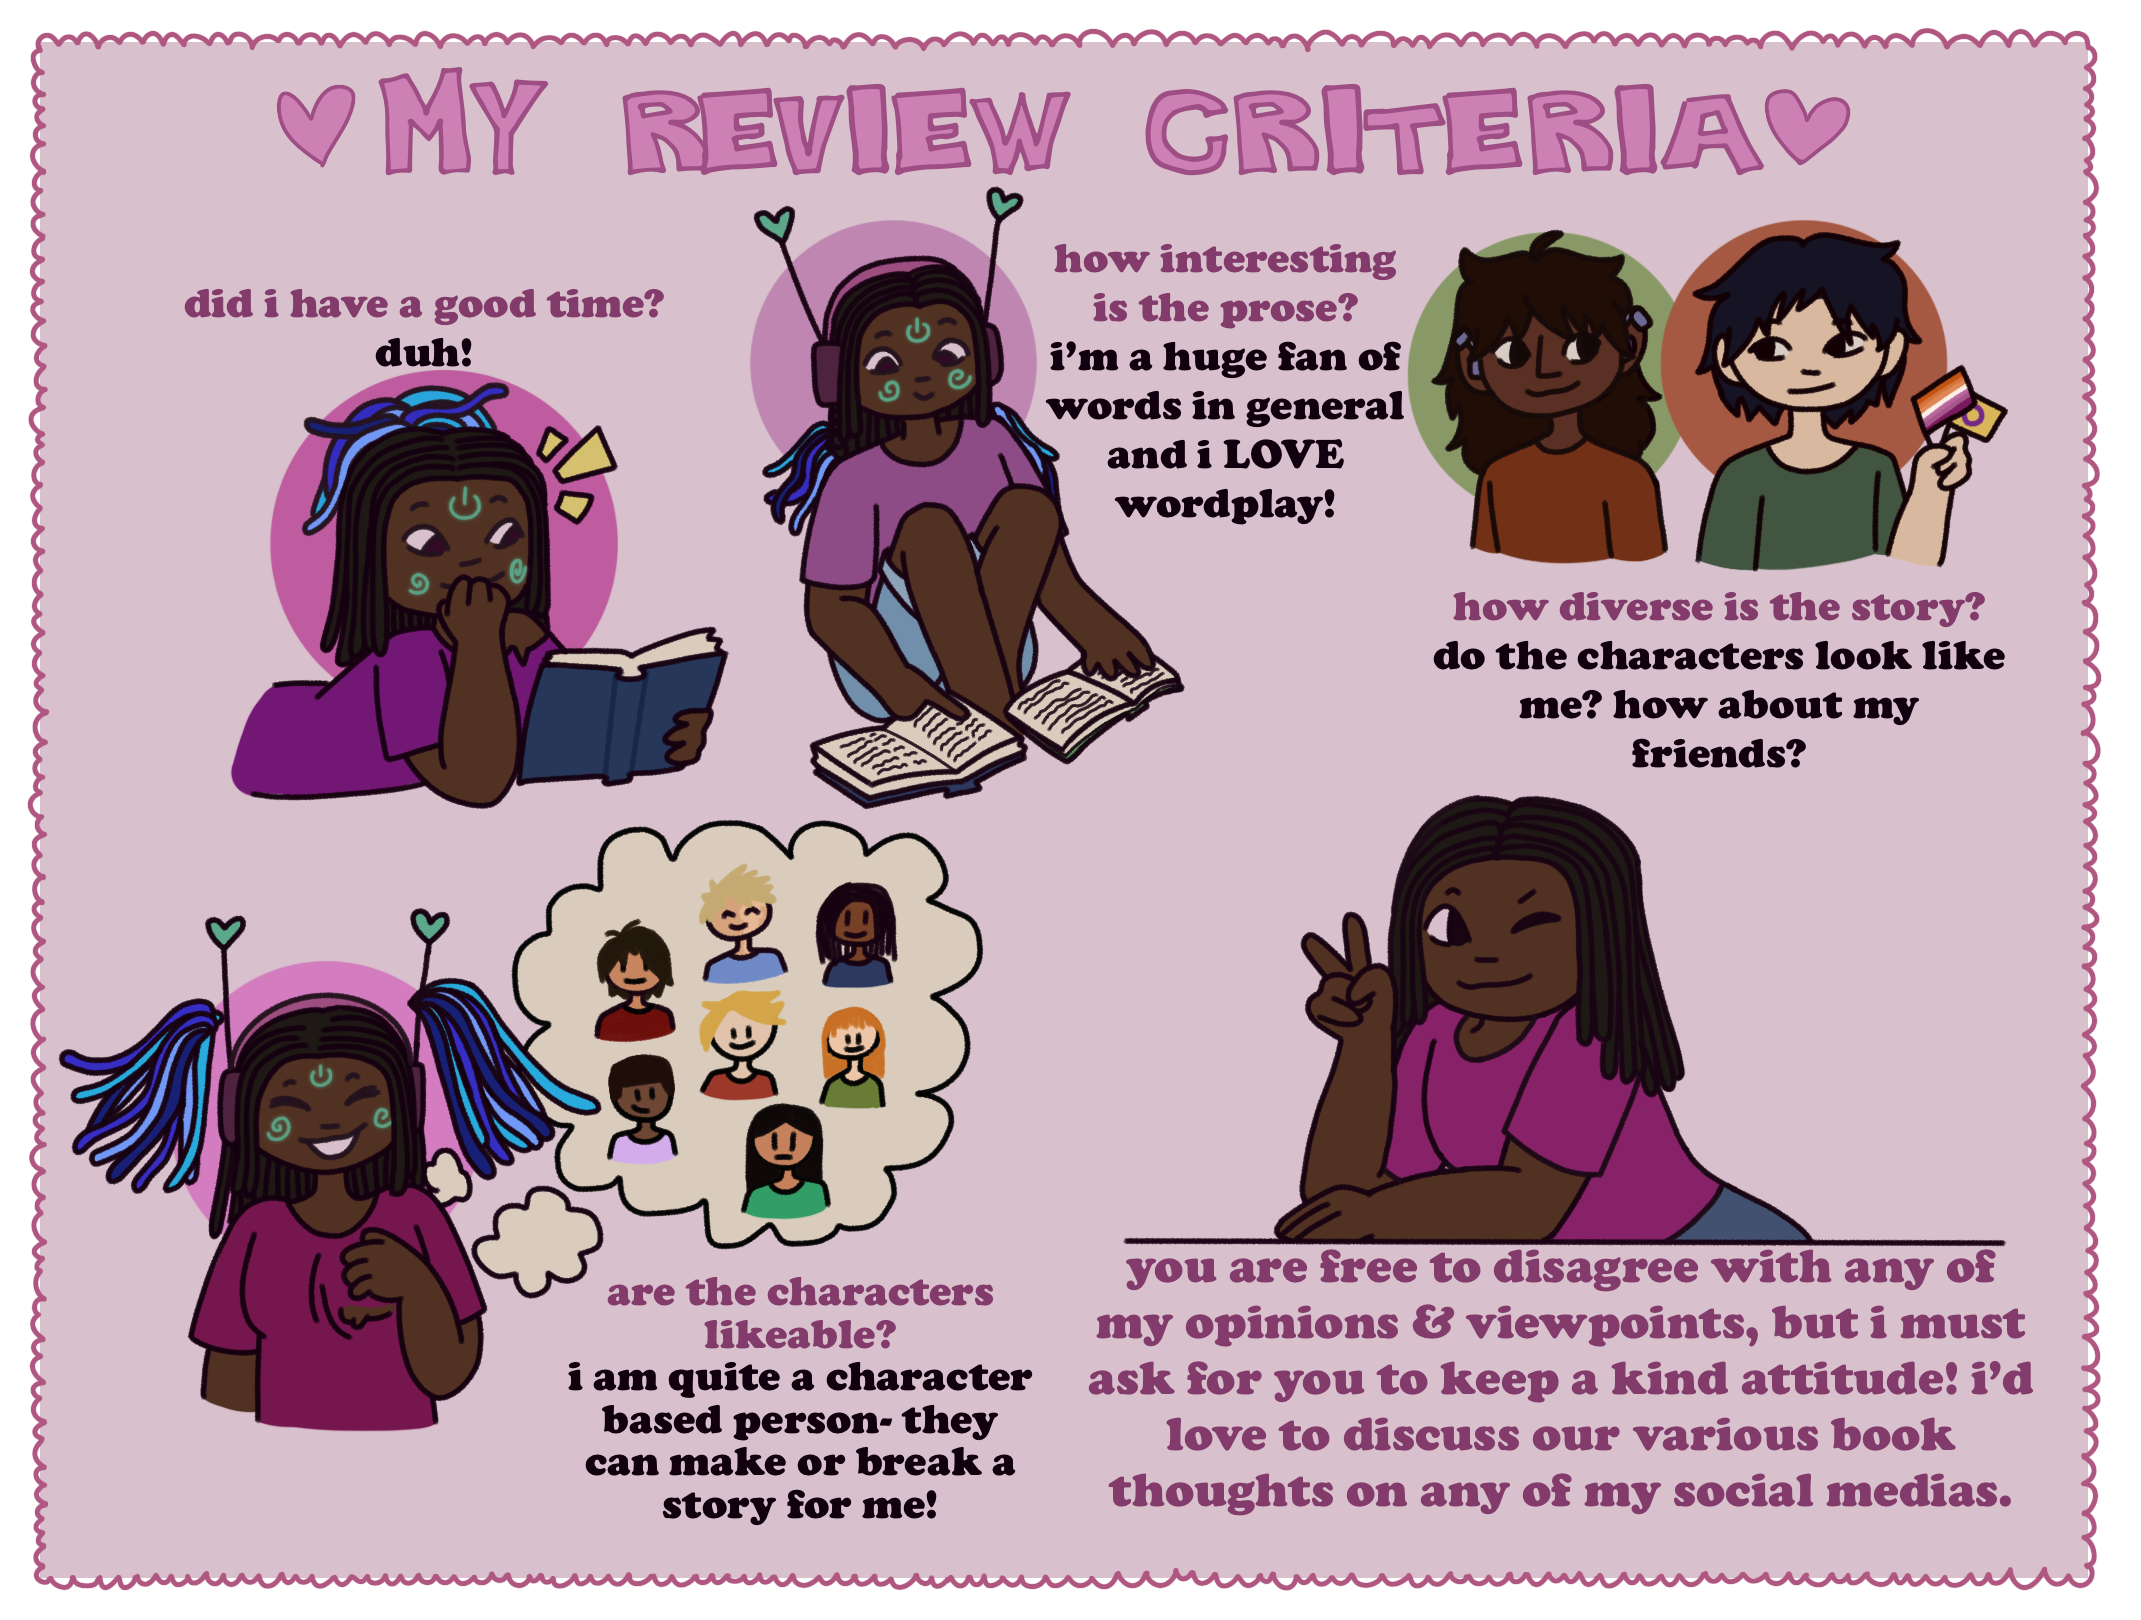 MY REVIEW CRITERIA
did i have a good time?
duh!
how interesting
is the prose?
i'm a huge fan of
words in general
and i LOVE
wordplay!
how diverse is the story?
do the characters look like
me? how about my
friends?
are the characters
likeable?
i am quite a character
based person- they
can make or break a
story for me!
you are free to disagree with any of
my opinions & viewpoints, but i must
ask for you to keep a kind attitude! i'd
love to discuss our various book
thoughts on any of my social medias.